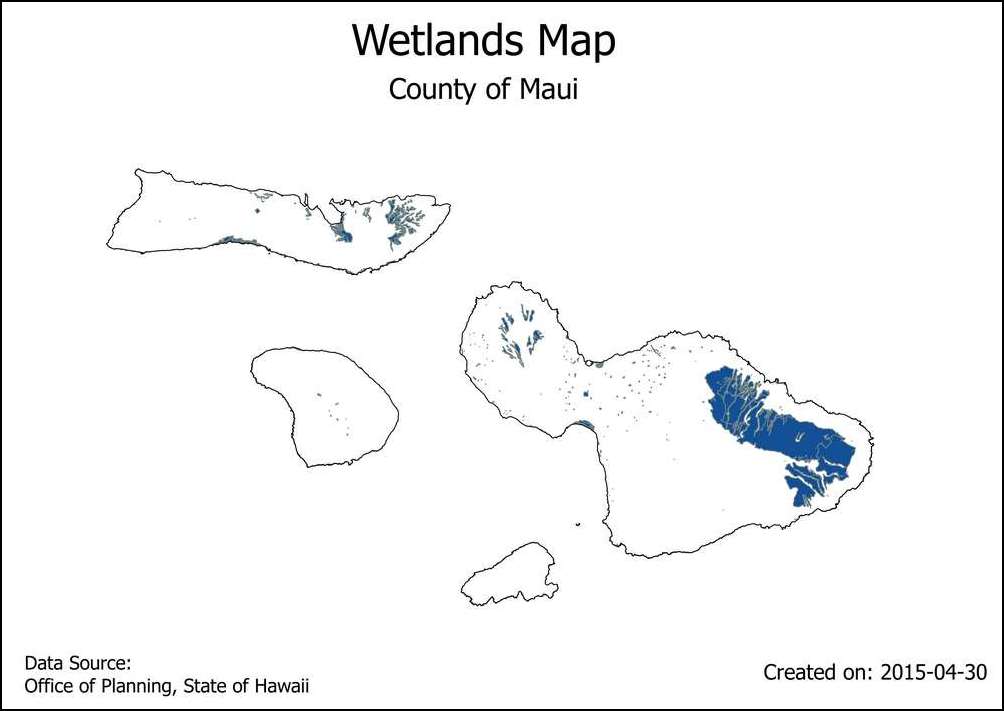 Wetlands Map
County of Maui
Data Source:
Office of Planning, State of Hawaii
Created on: 2015-04-30